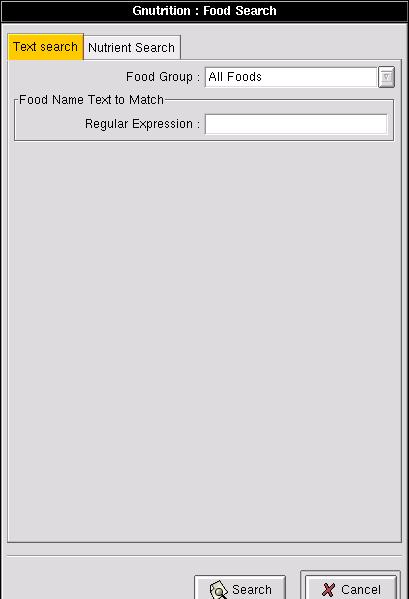 Gnutrition : Food Search
Text search Nutrient Search
Food Group : All Foods
Food Name Text to Match
Regular Expression :
Search Cancel